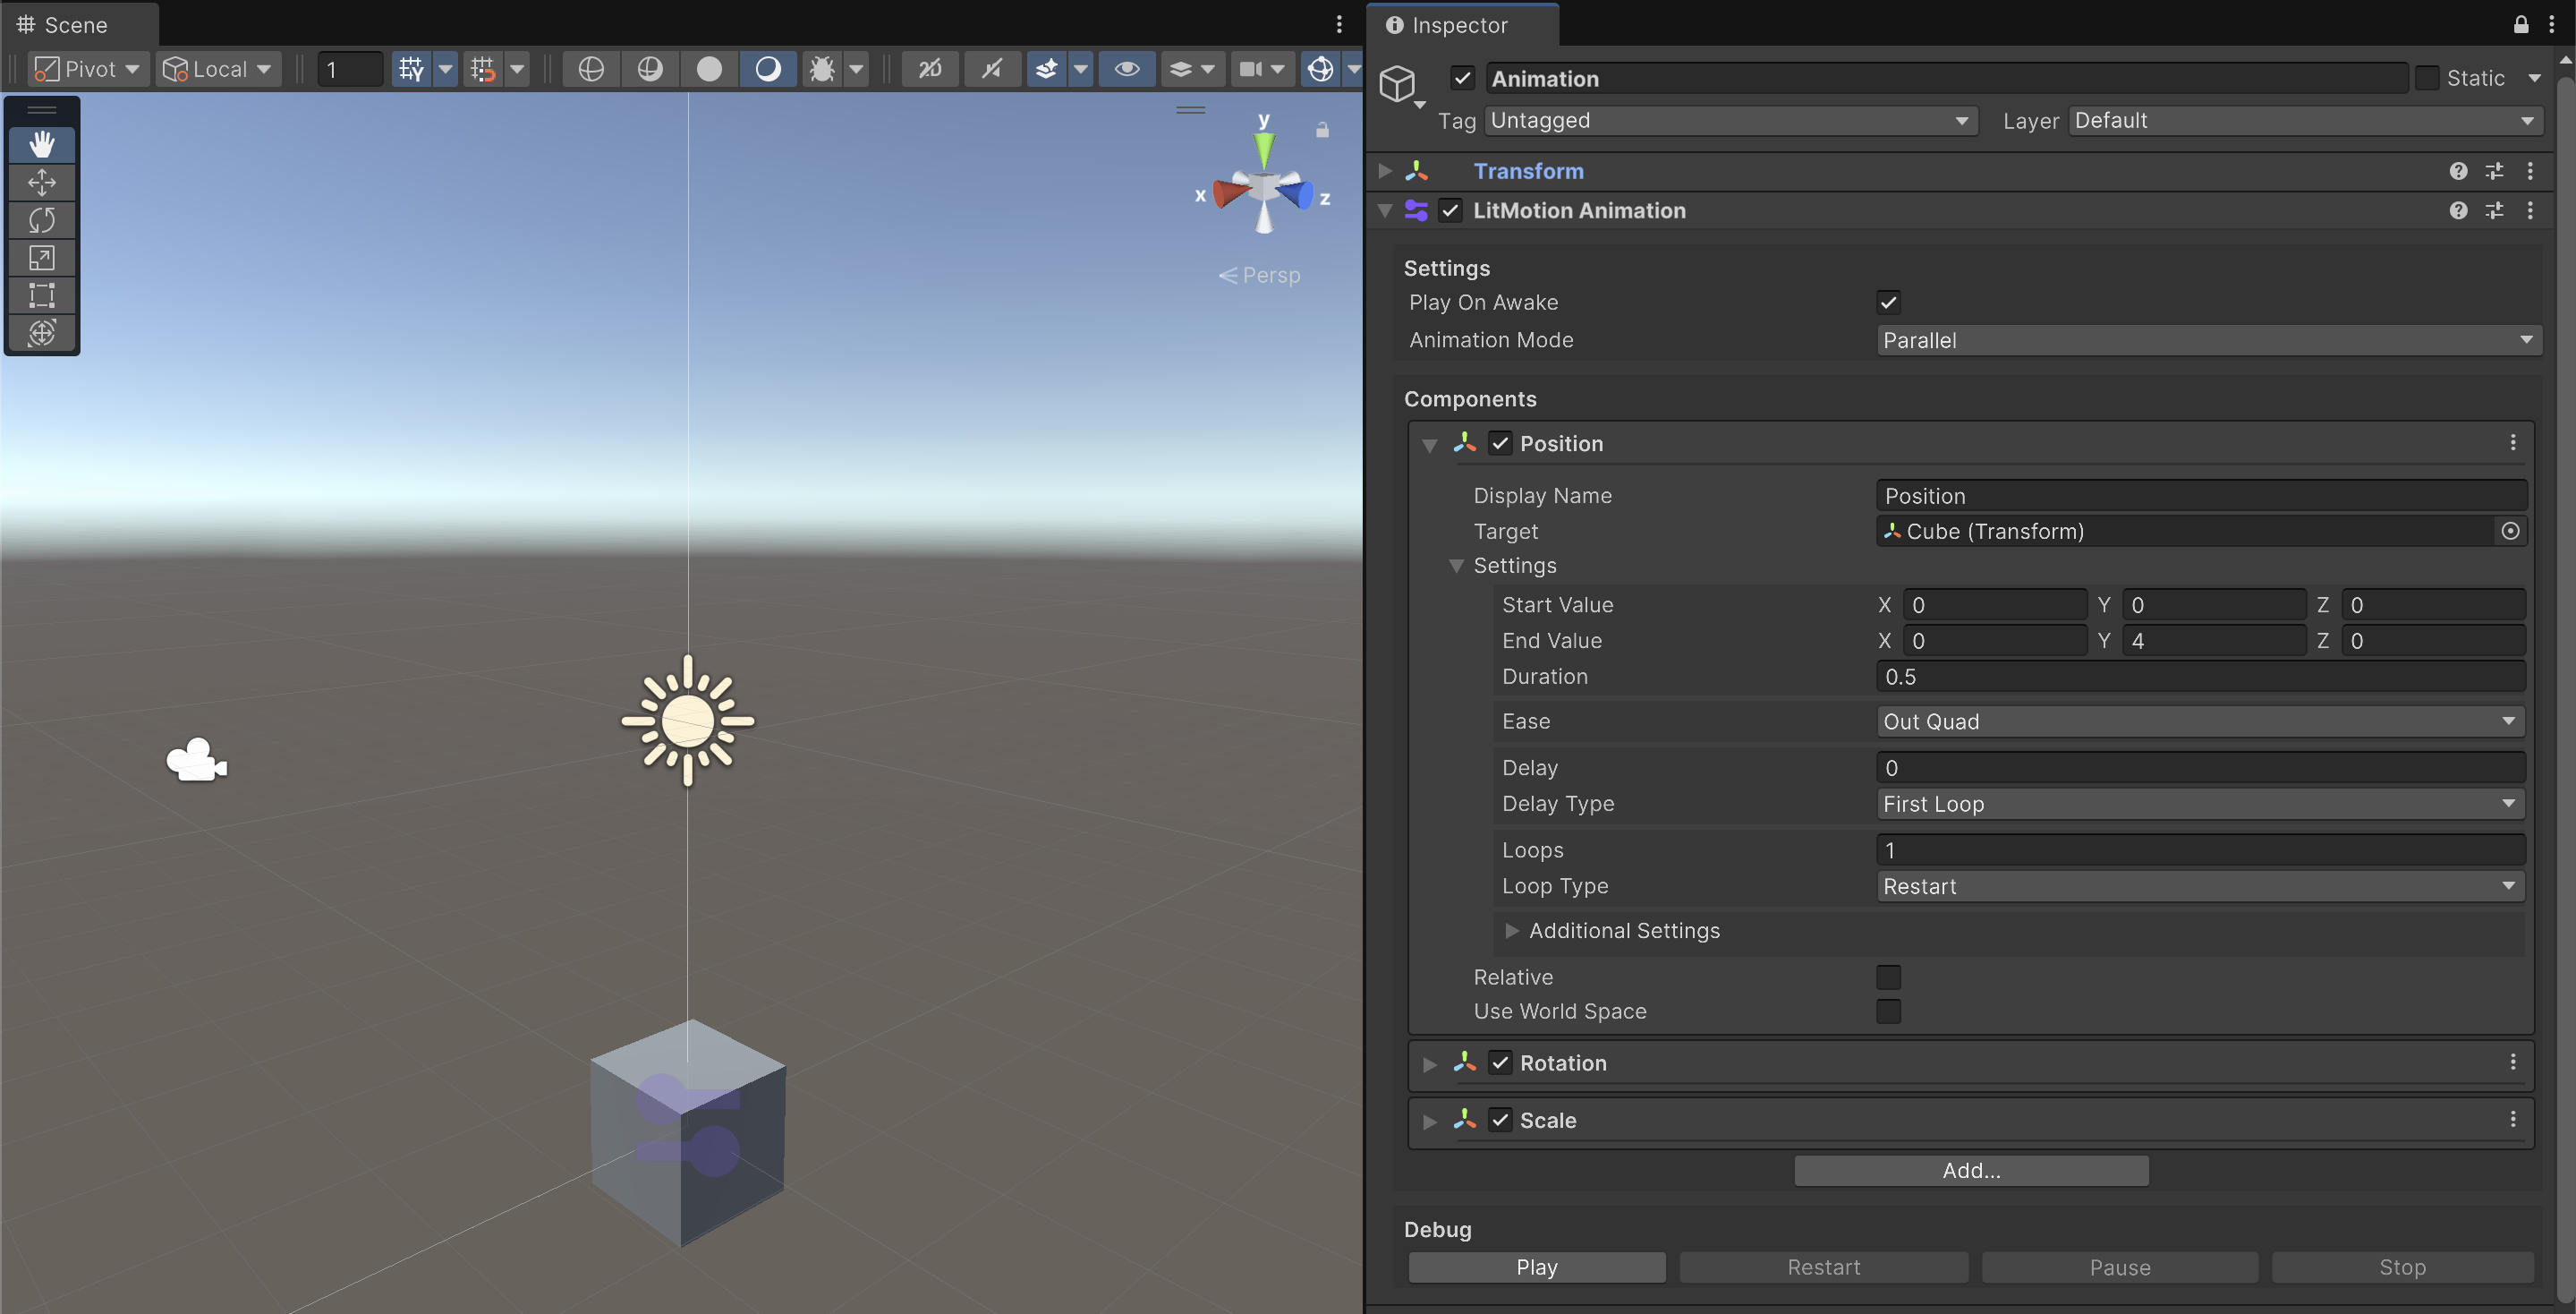 Scene
Pivot
Local
1
2D
y
x
z
Persp
Inspector
Animation
Static
Tag
Untagged
Layer
Default
Transform
LitMotion Animation
Settings
Play On Awake
Animation Mode
Parallel
Components
Position
Display Name
Position
Target
Cube (Transform)
Settings
Start Value
X 0 Y 0 Z 0
End Value
X 0 Y 4 Z 0
Duration
0.5
Ease
Out Quad
Delay
0
Delay Type
First Loop
Loops
1
Loop Type
Restart
Additional Settings
Relative
Use World Space
Rotation
Scale
Add...
Debug
Play
Restart
Pause
Stop